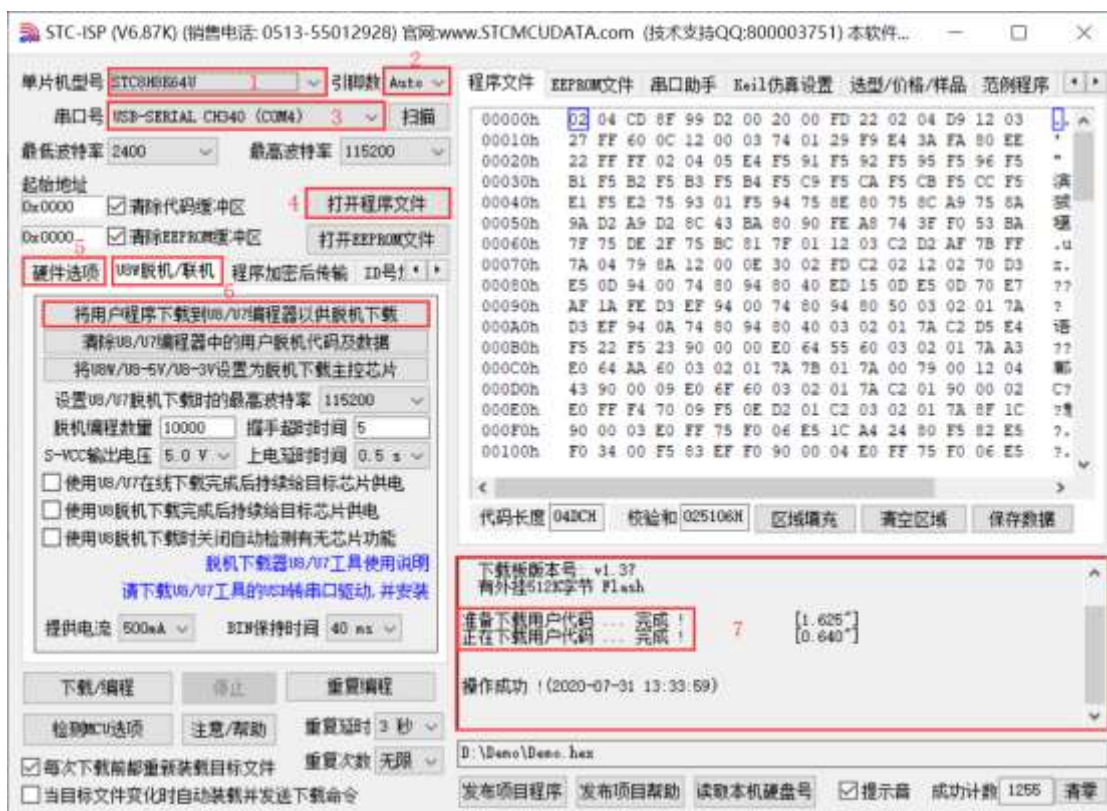 STC-ISP (V6.87K) (销售电话: 0513-55012928) 官网:www.STCMCUDATA.com (技术支持QQ:800003751) 本软件...
单片机型号 STC8H8K64U 1 引脚数 Auto 2
串口号 USB-SERIAL CH340 (COM4) 3 扫描
最低波特率 2400 最高波特率 115200
起始地址
0x0000 清除代码缓冲区 4 打开程序文件
0x0000 清除EEPROM缓冲区 打开EEPROM文件
5
硬件选项 U8W脱机/联机 程序加密后传输
6
将用户程序下载到U8/U7编程器以供脱机下载
清除U8/U7编程器中的用户脱机代码及数据
将U8W/U8-5V/U8-3V设置为脱机下载主控芯片
设置U8/U7脱机下载时的最高波特率 115200
脱机编程数量 10000 握手超时时间 5
S-VCC输出电压 5.0 V 上电延时时间 0.5 s
使用U8/U7在线下载完成后持续给目标芯片供电
使用U8脱机下载完成后持续给目标芯片供电
使用U8脱机下载时关闭自动检测有无芯片功能
脱机下载器U8/U7工具使用说明
请下载U8/U7工具的USB转串口驱动,并安装
提供电流 500mA BIN保持时间 40 ms
下载/编程 停止 重复编程
检测MCU选项 注意/帮助 重复延时 3 秒
每次下载前都重新装载目标文件 重复次数 无限
当目标文件变化时自动装载并发送下载命令
程序文件 EEPROM文件 串口助手 Keil仿真设置 选型/价格/样品 范例程序
00000h 02 04 CD 8F 99 D2 00 20 00 FD 22 02 04 D9 12 03
00010h 27 FF 60 0C 12 00 03 74 01 29 F9 E4 3A FA 80 EE
00020h 22 FF FF 02 04 05 E4 F5 91 F5 92 F5 95 F5 96 F5
00030h B1 F5 B2 F5 B3 F5 B4 F5 C9 F5 CA F5 CB F5 CC F5
00040h E1 F5 E2 75 93 01 F5 94 75 8E 80 75 8C A9 75 8A
00050h 9A D2 A9 D2 8C 43 BA 80 90 FE A8 74 3F F0 53 BA
00060h 7F 75 DE 2F 75 BC 81 7F 01 12 03 C2 D2 AF 7B FF
00070h 7A 04 79 8A 12 00 0E 30 02 FD C2 02 12 02 70 D3
00080h E5 0D 94 00 74 80 94 80 40 ED 15 0D E5 0D 70 E7
00090h AF 1A FE D3 EF 94 00 74 80 94 80 50 03 02 01 7A
000A0h D3 EF 94 0A 74 80 94 80 40 03 02 01 7A C2 D5 E4
000B0h F5 22 F5 23 90 00 00 E0 64 55 60 03 02 01 7A A3
000C0h E0 64 AA 60 03 02 01 7A 7B 01 7A 00 79 00 12 04
000D0h 43 90 00 09 E0 6F 60 03 02 01 7A C2 01 90 00 02
000E0h E0 FF F4 70 09 F5 0E D2 01 C2 03 02 01 7A 8F 1C
000F0h 90 00 03 E0 FF 75 F0 06 E5 1C A4 24 80 F5 82 E5
00100h F0 34 00 F5 83 EF F0 90 00 04 E0 FF 75 F0 06 E5
代码长度 04DCH 校验和 025106H 区域填充 清空区域 保存数据
下载板版本号: v1.37
有外挂512K字节 Flash
准备下载用户代码 ... 完成 ! [1.625"]
正在下载用户代码 ... 完成 ! 7 [0.640"]
操作成功 !(2020-07-31 13:33:59)
D:\Demo\Demo.hex
发布项目程序 发布项目帮助 读取本机硬盘号 提示音 成功计数 1255 清零